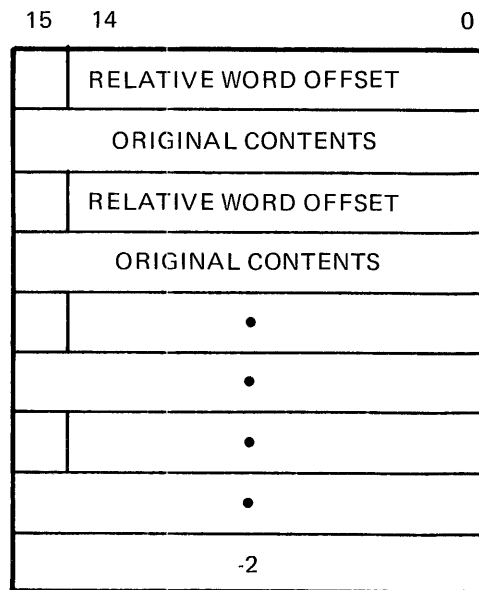 15 14 0
RELATIVE WORD OFFSET
ORIGINAL CONTENTS
RELATIVE WORD OFFSET
ORIGINAL CONTENTS
•
•
•
•
-2